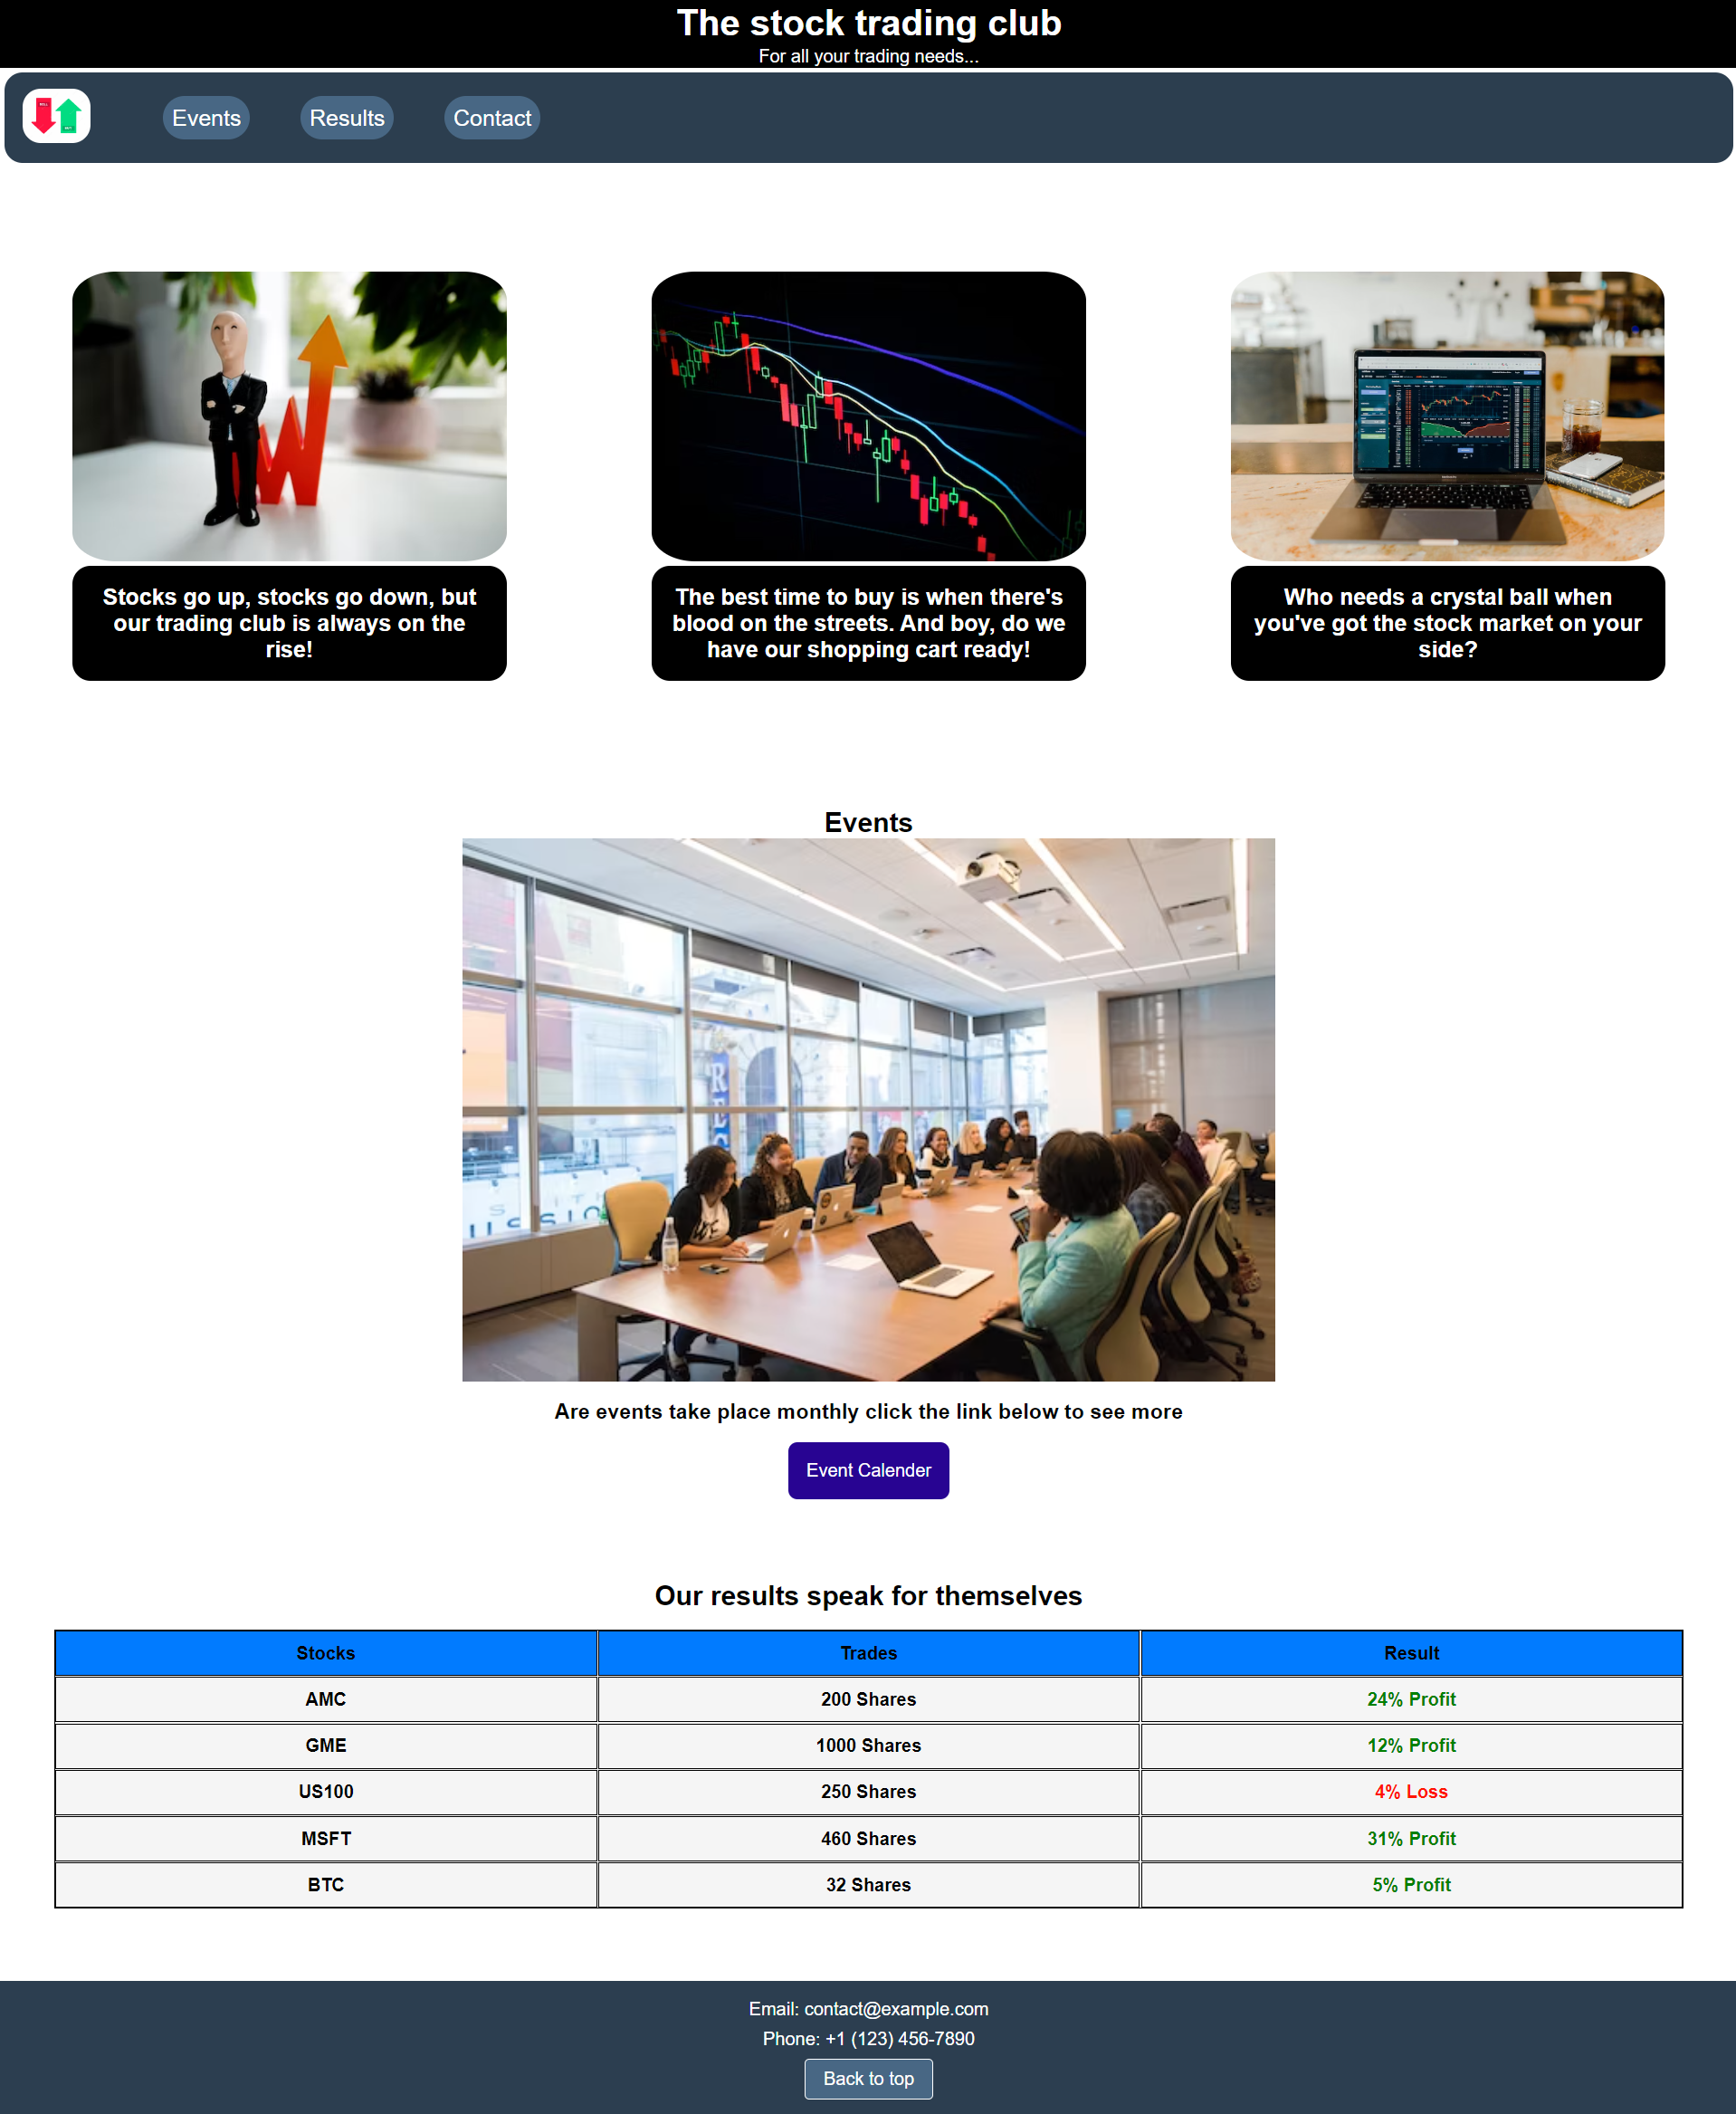 The stock trading club
For all your trading needs...
Events
Results
Contact
Stocks go up, stocks go down, but
our trading club is always on the
rise!
The best time to buy is when there's
blood on the streets. And boy, do we
have our shopping cart ready!
Who needs a crystal ball when
you've got the stock market on your
side?
Events
Are events take place monthly click the link below to see more
Event Calender
Our results speak for themselves
Stocks Trades Result
AMC 200 Shares 24% Profit
GME 1000 Shares 12% Profit
US100 250 Shares 4% Loss
MSFT 460 Shares 31% Profit
BTC 32 Shares 5% Profit
Email: contact@example.com
Phone: +1 (123) 456-7890
Back to top